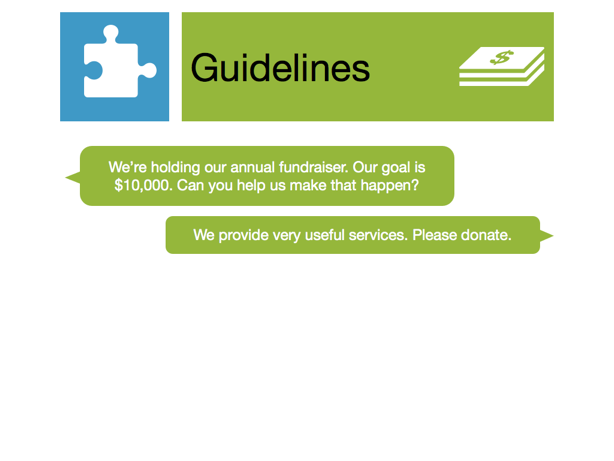 Guidelines
$
We’re holding our annual fundraiser. Our goal is
$10,000. Can you help us make that happen?
We provide very useful services. Please donate.